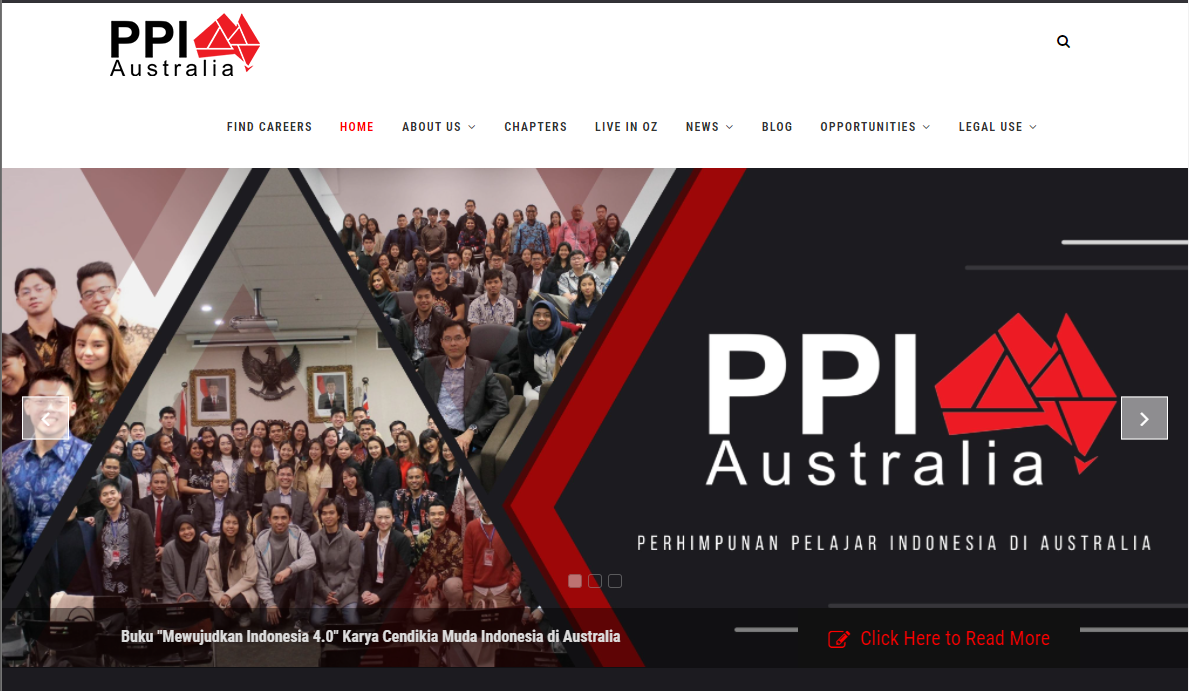 PPI
Australia
FIND CAREERS HOME ABOUT US CHAPTERS LIVE IN OZ NEWS BLOG OPPORTUNITIES LEGAL USE
PPI
Australia
PERHIMPUNAN PELAJAR INDONESIA DI AUSTRALIA
Buku "Mewujudkan Indonesia 4.0" Karya Cendikia Muda Indonesia di Australia
Click Here to Read More